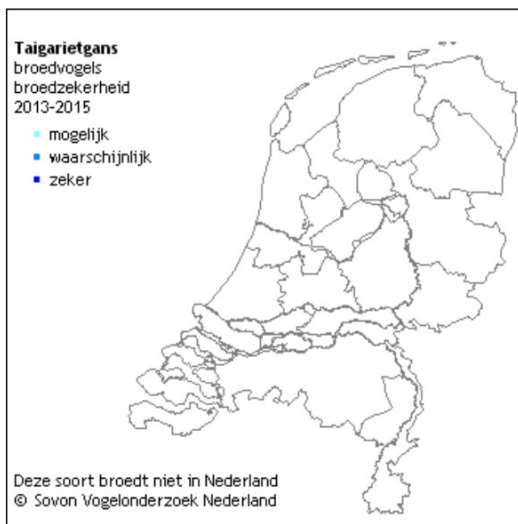 Taigarietgans
broedvogels
broedzekerheid
2013-2015
mogelijk
waarschijnlijk
zeker
Deze soort broedt niet in Nederland
© Sovon Vogelonderzoek Nederland